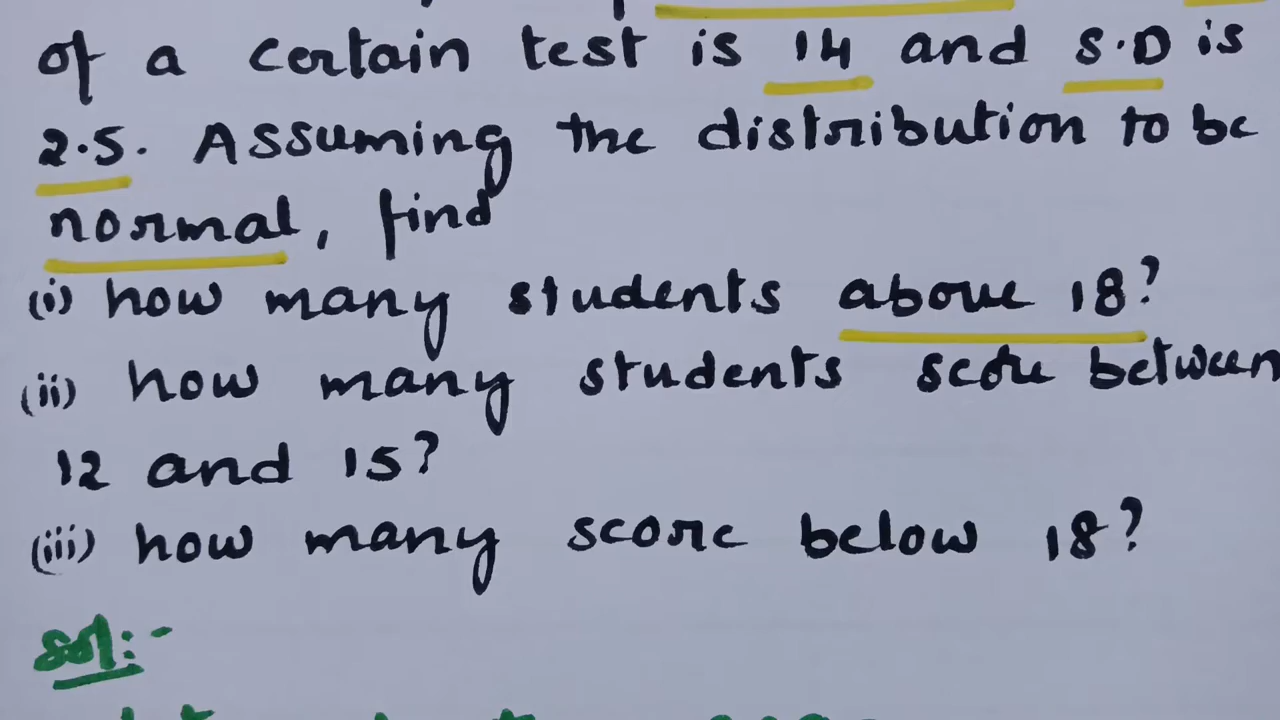 of a certain test is 14 and S.D is
2.5. Assuming the distribution to be
normal, find
(i) how many students above 18?
(ii) how many students score between
12 and 15?
(iii) how many score below 18?
Sol:-